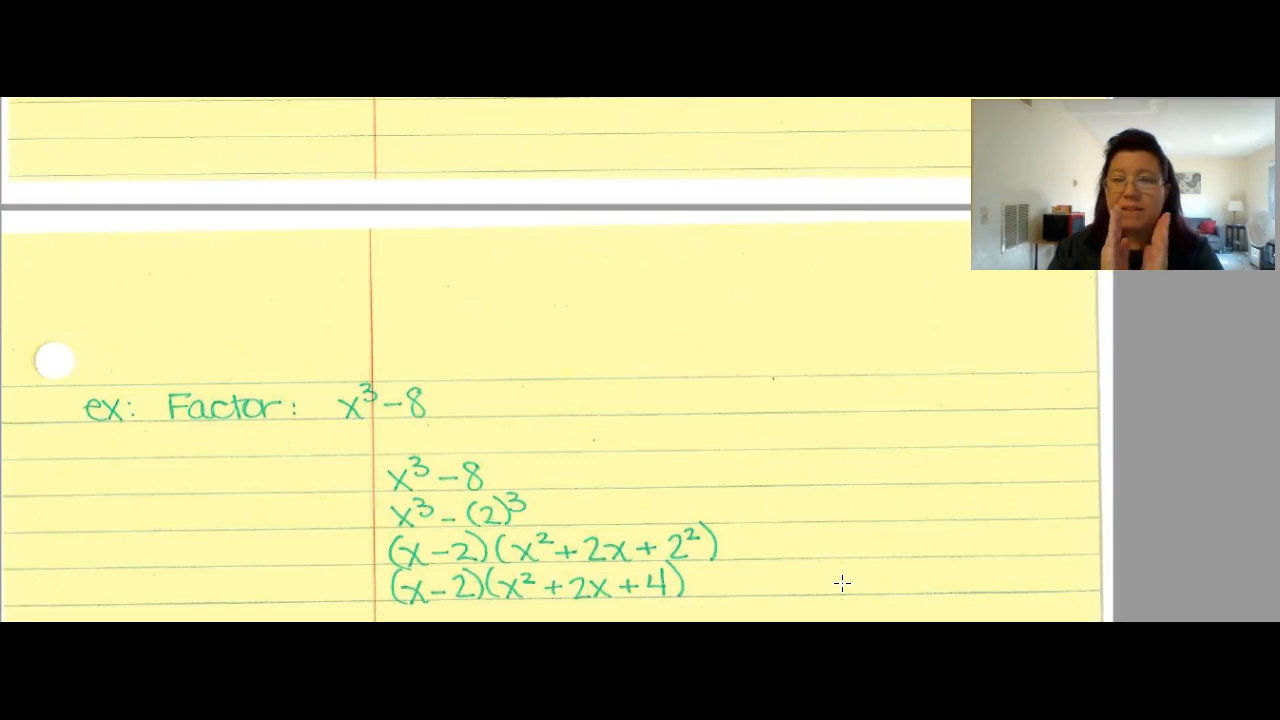 ex: Factor: x³-8
x³-8
x³-(2)³
(x-2)(x²+2x+2²)
(x-2)(x²+2x+4)